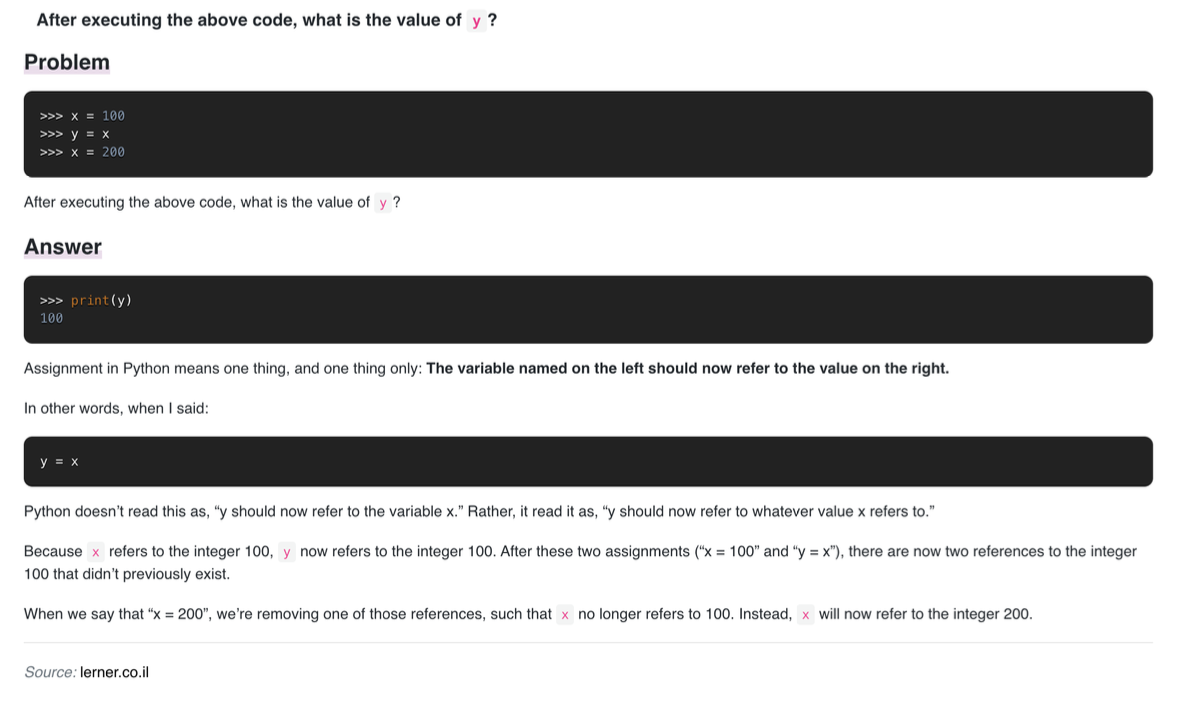 After executing the above code, what is the value of y ?
Problem
>>> x = 100
>>> y = x
>>> x = 200
After executing the above code, what is the value of y ?
Answer
>>> print(y)
100
Assignment in Python means one thing, and one thing only: The variable named on the left should now refer to the value on the right.
In other words, when I said:
y = x
Python doesn’t read this as, “y should now refer to the variable x.” Rather, it read it as, “y should now refer to whatever value x refers to.”
Because x refers to the integer 100, y now refers to the integer 100. After these two assignments (“x = 100” and “y = x”), there are now two references to the integer
100 that didn’t previously exist.
When we say that “x = 200”, we’re removing one of those references, such that x no longer refers to 100. Instead, x will now refer to the integer 200.
Source: lerner.co.il